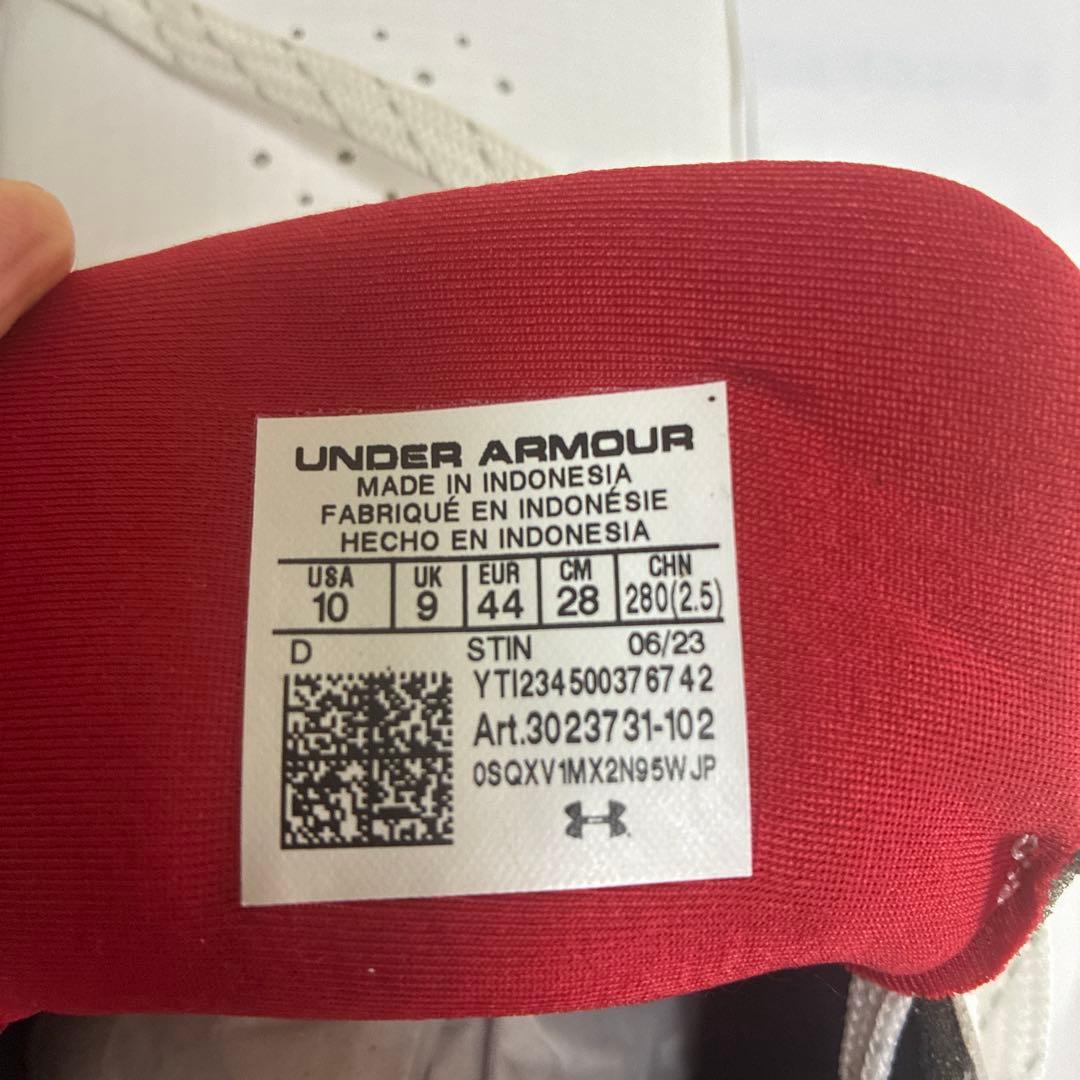 UNDER ARMOUR
MADE IN INDONESIA
FABRIQUÉ EN INDONÉSIE
HECHO EN INDONESIA
USA UK EUR CM CHN
10 9 44 28 280(2.5)
D STIN 06/23
YTI234500376742
Art.3023731-102
0SQXV1MX2N95WJP